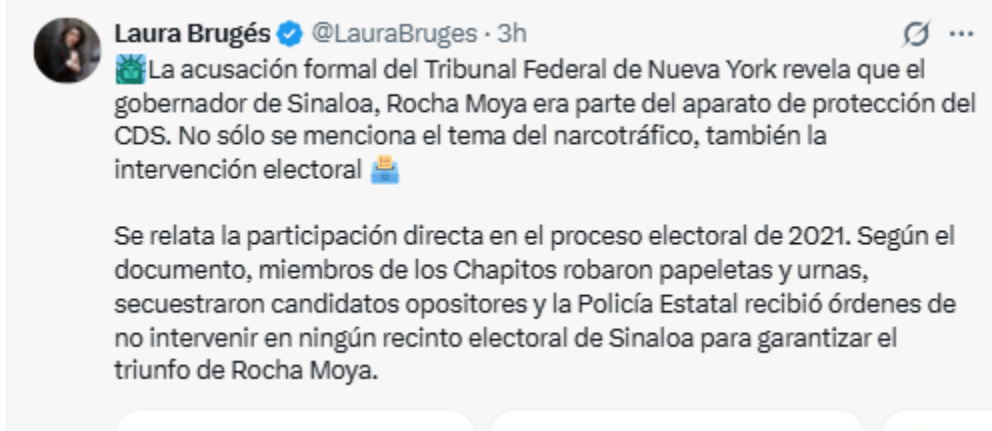 Laura Brugés @LauraBruges · 3h
🗽La acusación formal del Tribunal Federal de Nueva York revela que el
gobernador de Sinaloa, Rocha Moya era parte del aparato de protección del
CDS. No sólo se menciona el tema del narcotráfico, también la
intervención electoral 🗳️
Se relata la participación directa en el proceso electoral de 2021. Según el
documento, miembros de los Chapitos robaron papeletas y urnas,
secuestraron candidatos opositores y la Policía Estatal recibió órdenes de
no intervenir en ningún recinto electoral de Sinaloa para garantizar el
triunfo de Rocha Moya.